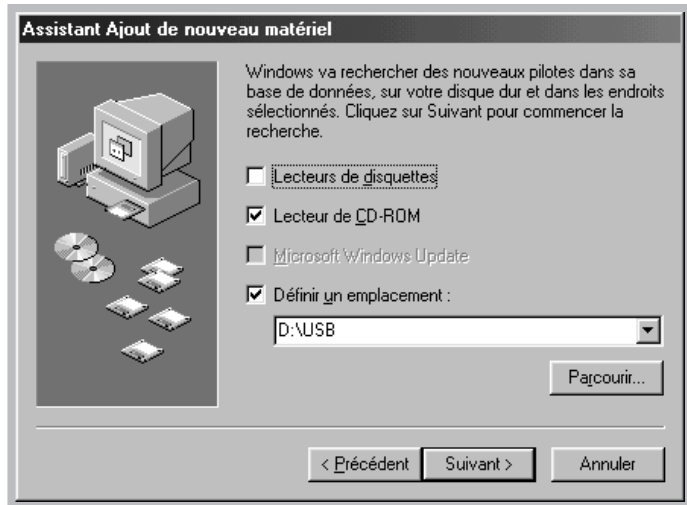 Assistant Ajout de nouveau matériel
Windows va rechercher des nouveaux pilotes dans sa
base de données, sur votre disque dur et dans les endroits
sélectionnés. Cliquez sur Suivant pour commencer la
recherche.
Lecteurs de disquettes
Lecteur de CD-ROM
Microsoft Windows Update
Définir un emplacement :
D:\USB
Parcourir...
< Précédent
Suivant >
Annuler